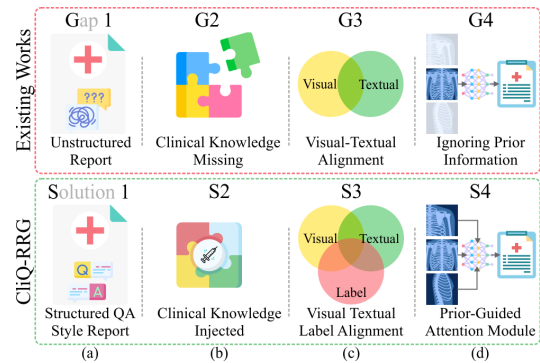 Gap 1
G2
G3
G4
Existing Works
???
Visual
Textual
Unstructured
Report
Clinical Knowledge
Missing
Visual-Textual
Alignment
Ignoring Prior
Information
Solution 1
S2
S3
S4
CliQ-RRG
Q
A
Visual
Textual
Label
Structured QA
Style Report
Clinical Knowledge
Injected
Visual Textual
Label Alignment
Prior-Guided
Attention Module
(a)
(b)
(c)
(d)